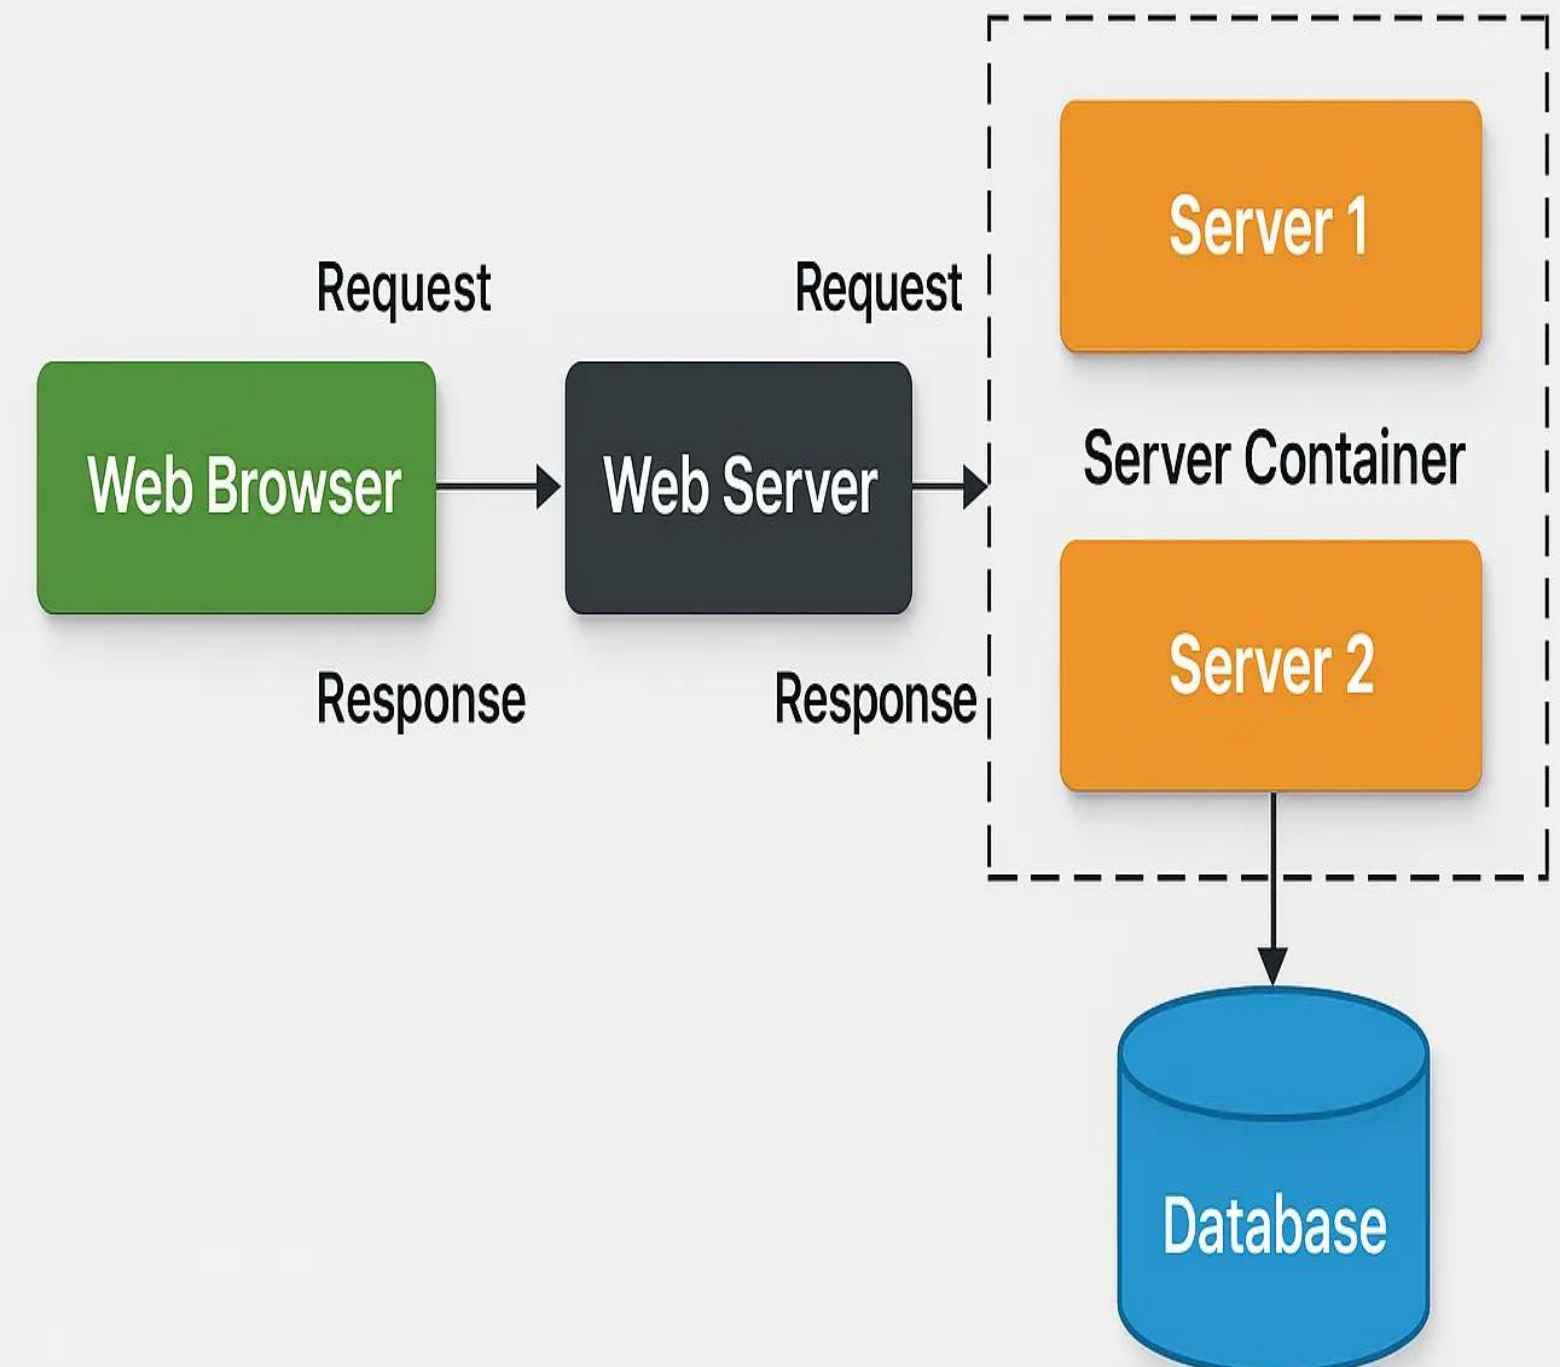 Server 1
Request
Request
Server Container
Web Browser
Web Server
Server 2
Response
Response
Database